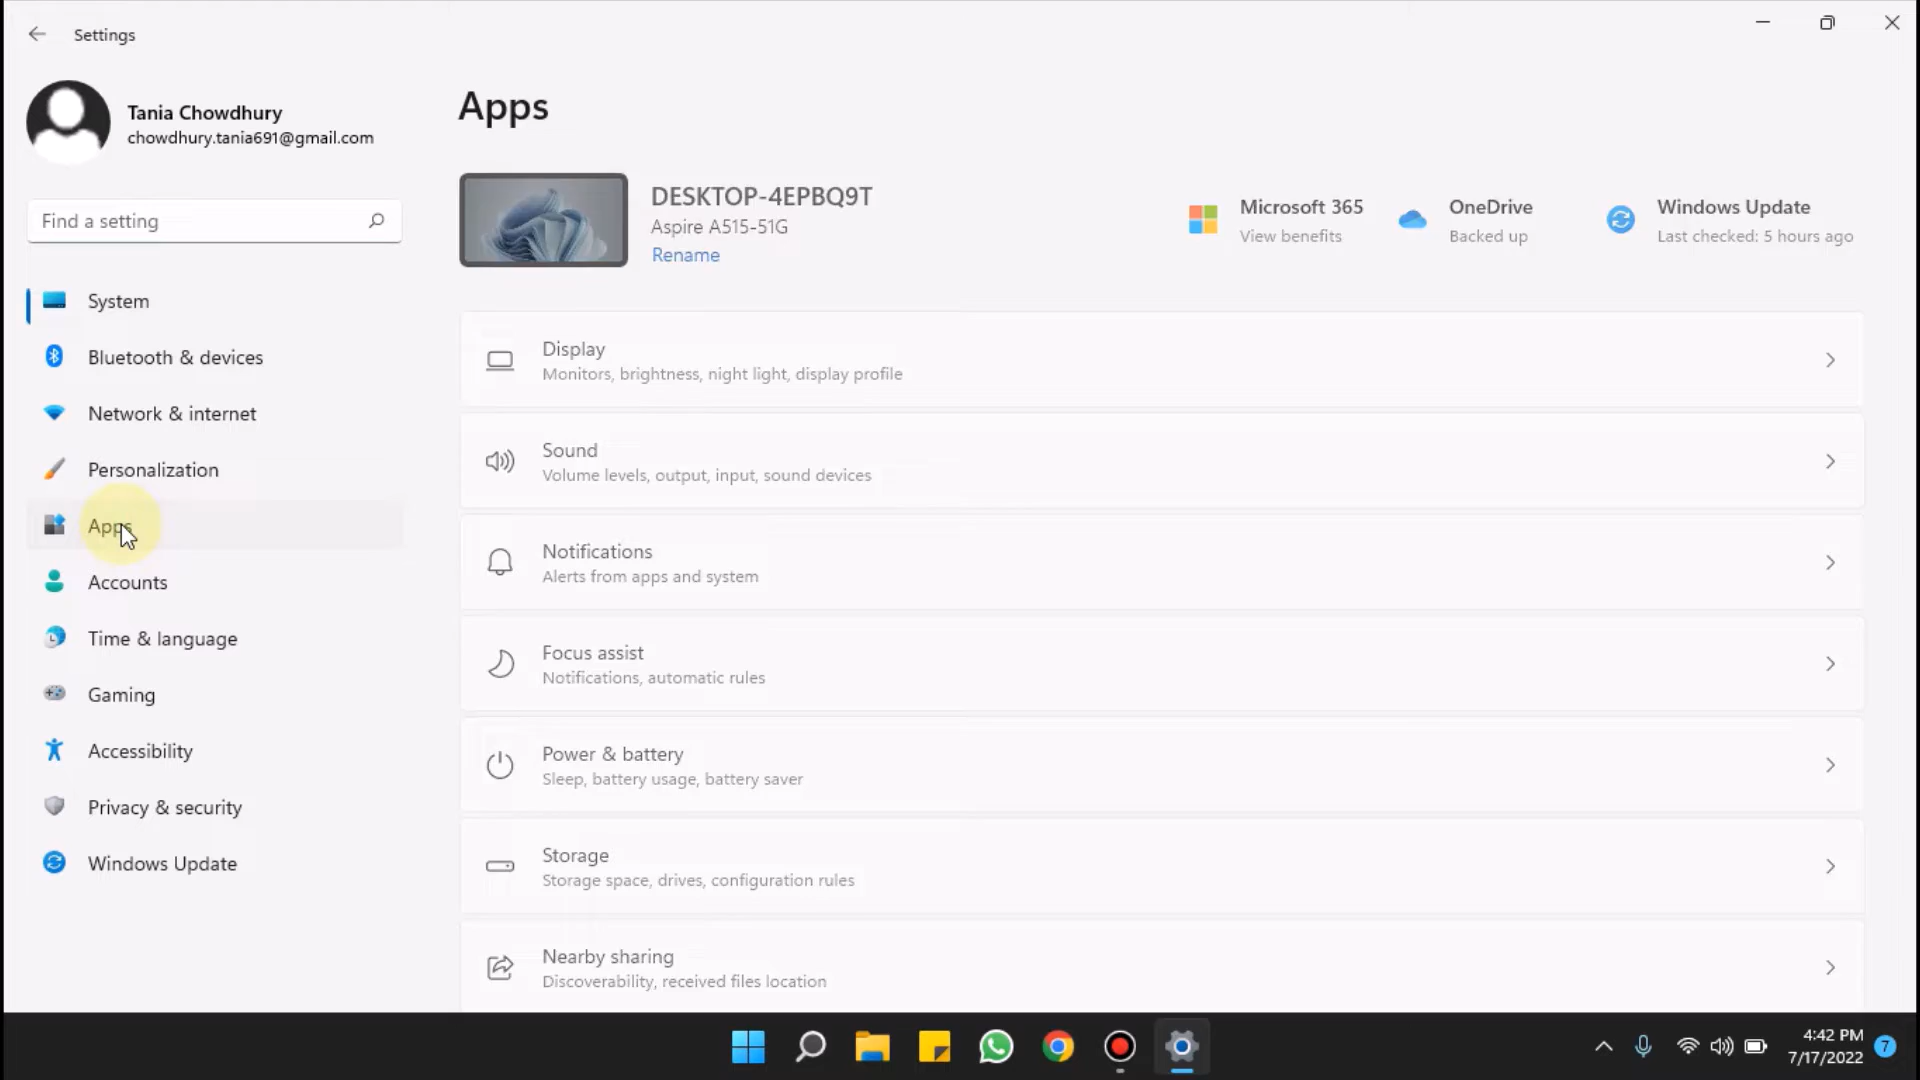 Settings
Tania Chowdhury
chowdhury.tania691@gmail.com
Find a setting
System
Bluetooth & devices
Network & internet
Personalization
Apps
Accounts
Time & language
Gaming
Accessibility
Privacy & security
Windows Update
Apps
DESKTOP-4EPBQ9T
Aspire A515-51G
Rename
Microsoft 365
View benefits
OneDrive
Backed up
Windows Update
Last checked: 5 hours ago
Display
Monitors, brightness, night light, display profile
Sound
Volume levels, output, input, sound devices
Notifications
Alerts from apps and system
Focus assist
Notifications, automatic rules
Power & battery
Sleep, battery usage, battery saver
Storage
Storage space, drives, configuration rules
Nearby sharing
Discoverability, received files location
4:42 PM
7/17/2022
7